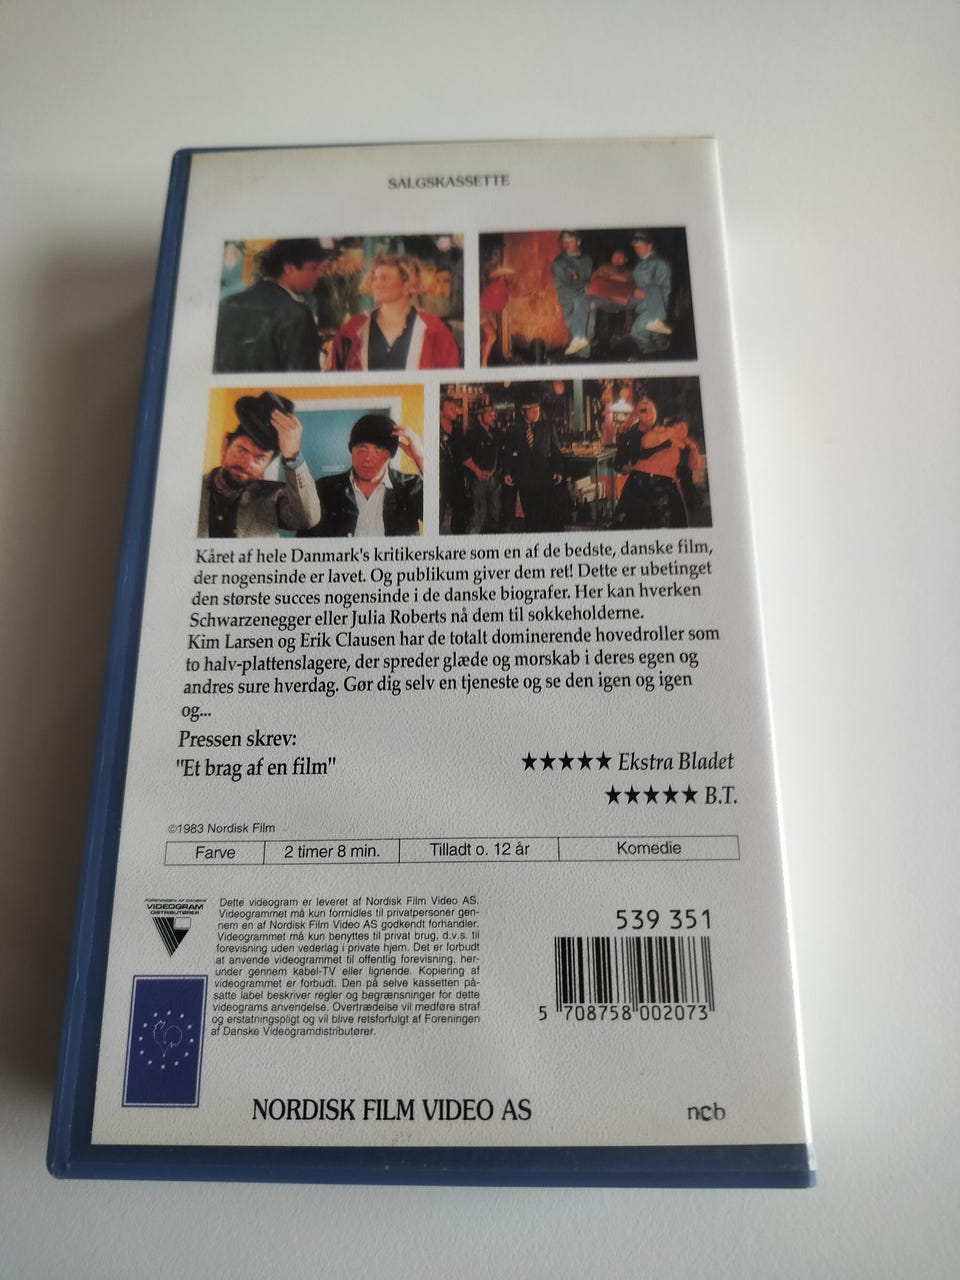 SALGSKASSETTE
Kåret af hele Danmark's kritikerskare som en af de bedste, danske film,
der nogensinde er lavet. Og publikum giver dem ret! Dette er ubetinget
den største succes nogensinde i de danske biografer. Her kan hverken
Schwarzenegger eller Julia Roberts nå dem til sokkeholderne.
Kim Larsen og Erik Clausen har de totalt dominerende hovedroller som
to halv-plattenslagere, der spreder glæde og morskab i deres egen og
andres sure hverdag. Gør dig selv en tjeneste og se den igen og igen
og...
Pressen skrev:
"Et brag af en film"
★★★★★ Ekstra Bladet
★★★★★ B.T.
©1983 Nordisk Film
Farve 2 timer 8 min. Tilladt o. 12 år Komedie
FORENINGEN AF DANSKE
VIDEOGRAM
DISTRIBUTØRER
Dette videogram er leveret af Nordisk Film Video AS.
Videogrammet må kun formidles til privatpersoner gen-
nem en af Nordisk Film Video AS godkendt forhandler.
Videogrammet må kun benyttes til privat brug, d.v.s. til
forevisning uden vederlag i private hjem. Det er forbudt
at anvende videogrammet til offentlig forevisning, her-
under gennem kabel-TV eller lignende. Kopiering af
videogrammet er forbudt. Den på selve kassetten på-
satte label beskriver regler og begrænsninger for dette
videograms anvendelse. Overtrædelse vil medføre straf
og erstatningspligt og vil blive retsforfulgt af Foreningen
af Danske Videogramdistributører.
539 351
5 708758 002073
NORDISK FILM VIDEO AS
ncb